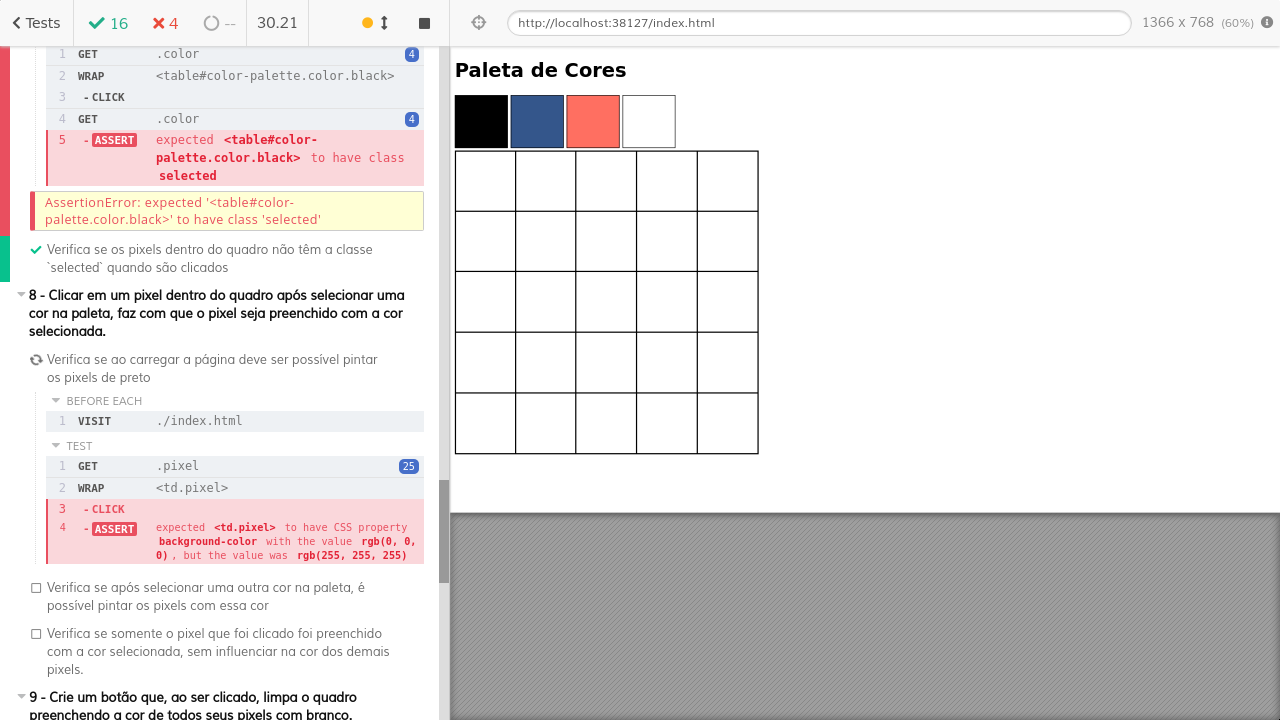 Tests
16
4
--
30.21
http://localhost:38127/index.html
1366 x 768 (60%)
1 GET .color 4
2 WRAP <table#color-palette.color.black>
3 -CLICK
4 GET .color 4
5 -ASSERT expected <table#color-
palette.color.black> to have class
selected
AssertionError: expected '<table#color-
palette.color.black>' to have class 'selected'
Verifica se os pixels dentro do quadro não têm a classe
`selected` quando são clicados
8 - Clicar em um pixel dentro do quadro após selecionar uma
cor na paleta, faz com que o pixel seja preenchido com a cor
selecionada.
Verifica se ao carregar a página deve ser possível pintar
os pixels de preto
BEFORE EACH
1 VISIT ./index.html
TEST
1 GET .pixel 25
2 WRAP <td.pixel>
3 -CLICK
4 -ASSERT expected <td.pixel> to have CSS property
background-color with the value rgb(0, 0,
0), but the value was rgb(255, 255, 255)
Verifica se após selecionar uma outra cor na paleta, é
possível pintar os pixels com essa cor
Verifica se somente o pixel que foi clicado foi preenchido
com a cor selecionada, sem influenciar na cor dos demais
pixels.
9 - Crie um botão que, ao ser clicado, limpa o quadro
preenchendo a cor de todos seus pixels com branco.
Paleta de Cores